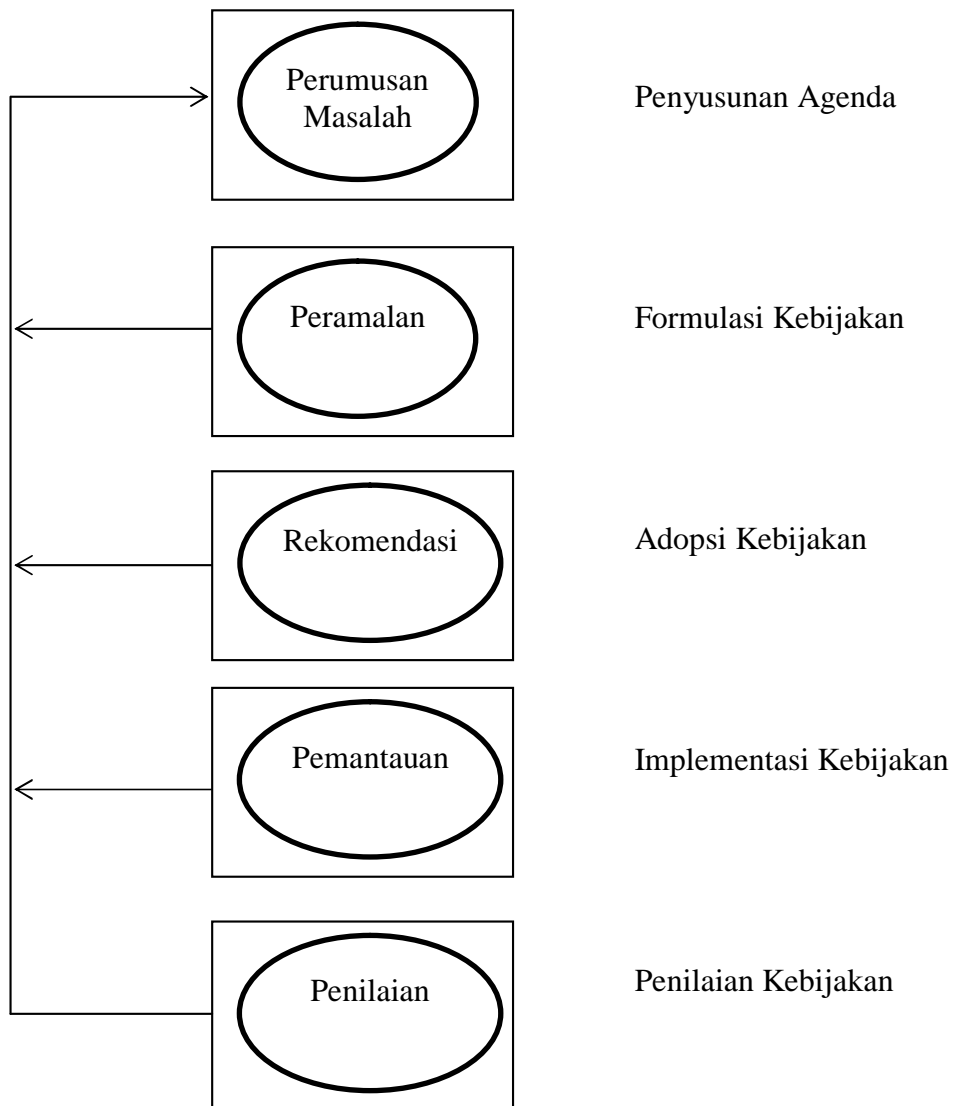 Perumusan
Masalah
Penyusunan Agenda
Peramalan
Formulasi Kebijakan
Rekomendasi
Adopsi Kebijakan
Pemantauan
Implementasi Kebijakan
Penilaian
Penilaian Kebijakan